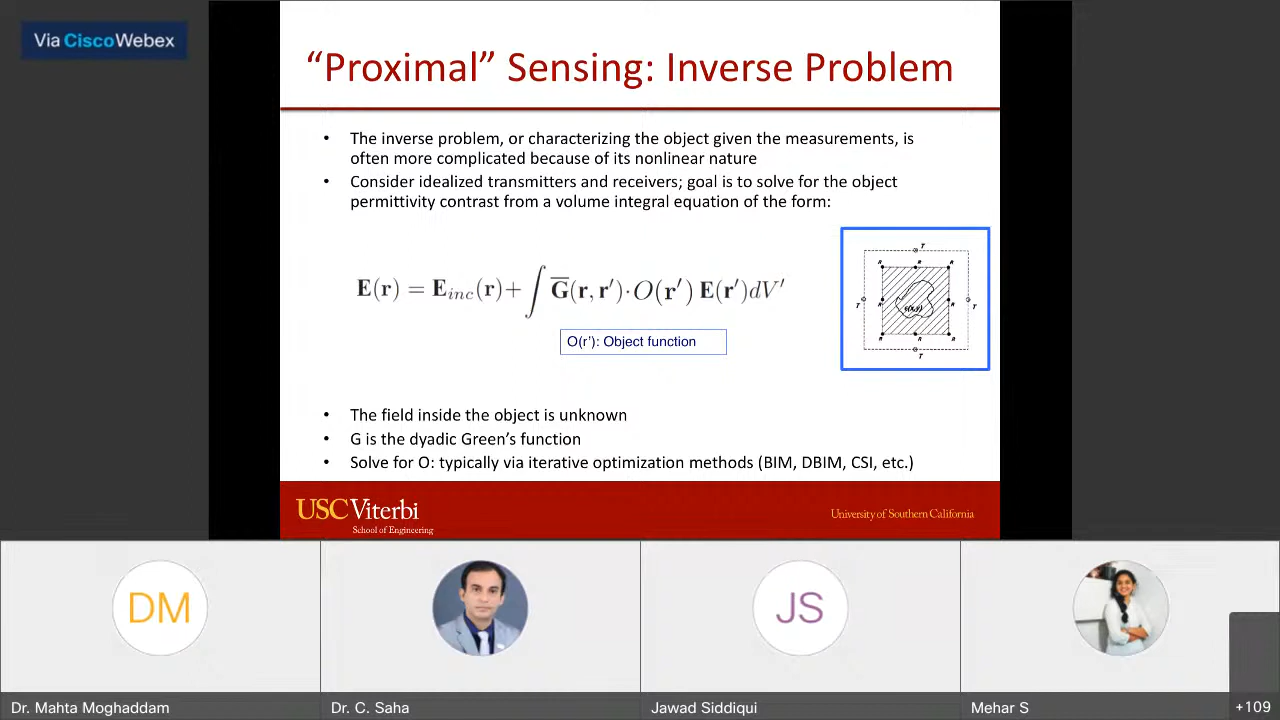 Via Cisco Webex
“Proximal” Sensing: Inverse Problem
• The inverse problem, or characterizing the object given the measurements, is
often more complicated because of its nonlinear nature
• Consider idealized transmitters and receivers; goal is to solve for the object
permittivity contrast from a volume integral equation of the form:
E(r) = E_inc(r) + ∫ G̅(r, r′) · O(r′) E(r′)dV′
O(r’): Object function
T
R R R
T R R T
ε(x,y)
R R R
T
• The field inside the object is unknown
• G is the dyadic Green’s function
• Solve for O: typically via iterative optimization methods (BIM, DBIM, CSI, etc.)
USC Viterbi
School of Engineering
University of Southern California
DM
JS
Dr. Mahta Moghaddam
Dr. C. Saha
Jawad Siddiqui
Mehar S
+109